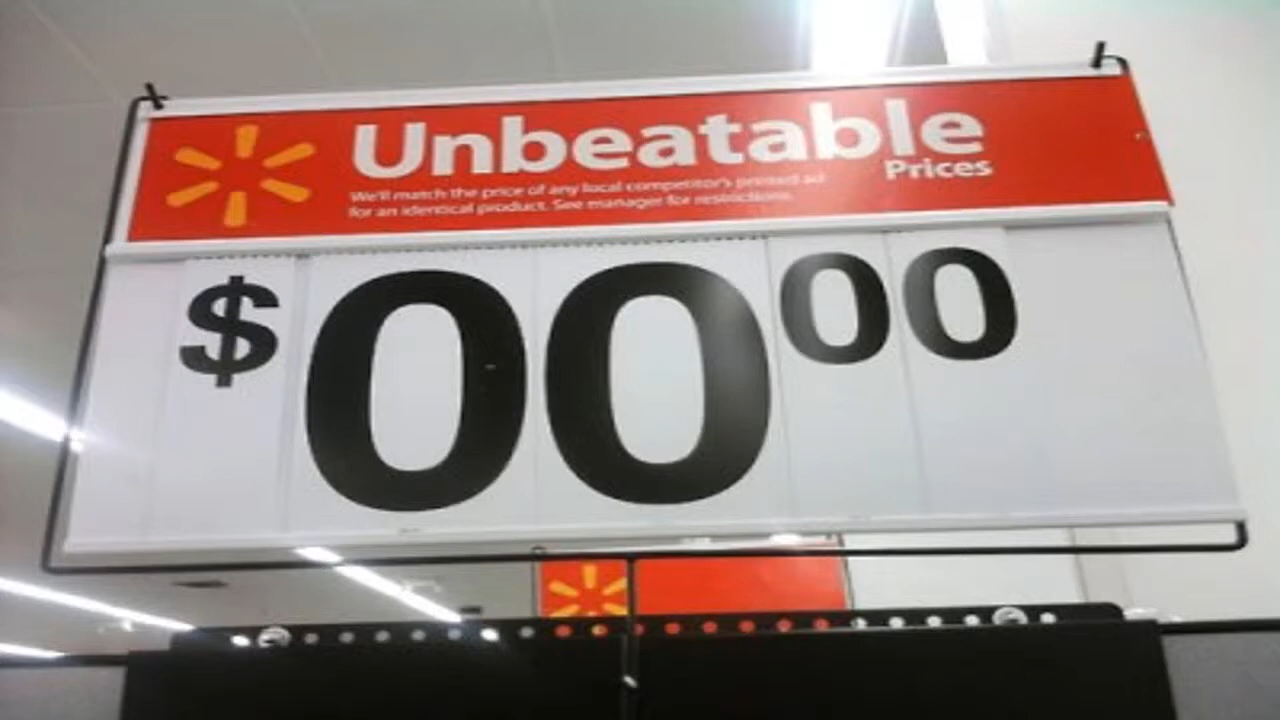 Unbeatable
Prices
We'll match the price of any local competitor's printed ad
for an identical product. See manager for restrictions.
$0000